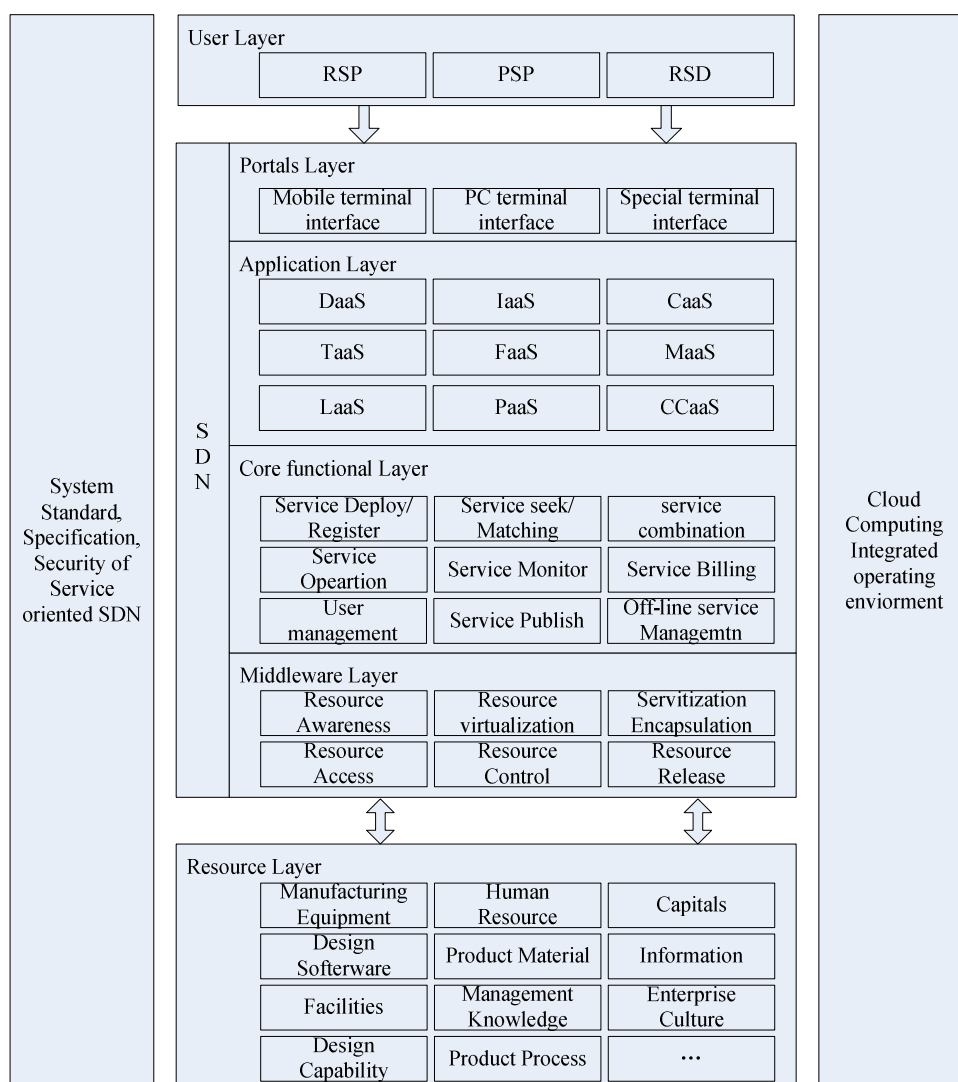 System
Standard,
Specification,
Security of
Service
oriented SDN
User Layer
RSP
PSP
RSD
S
D
N
Portals Layer
Mobile terminal
interface
PC terminal
interface
Special terminal
interface
Application Layer
DaaS
IaaS
CaaS
TaaS
FaaS
MaaS
LaaS
PaaS
CCaaS
Core functional Layer
Service Deploy/
Register
Service seek/
Matching
service
combination
Service
Opeartion
Service Monitor
Service Billing
User
management
Service Publish
Off-line service
Managemtn
Middleware Layer
Resource
Awareness
Resource
virtualization
Servitization
Encapsulation
Resource
Access
Resource
Control
Resource
Release
Resource Layer
Manufacturing
Equipment
Human
Resource
Capitals
Design
Softerware
Product Material
Information
Facilities
Management
Knowledge
Enterprise
Culture
Design
Capability
Product Process
...
Cloud
Computing
Integrated
operating
enviorment